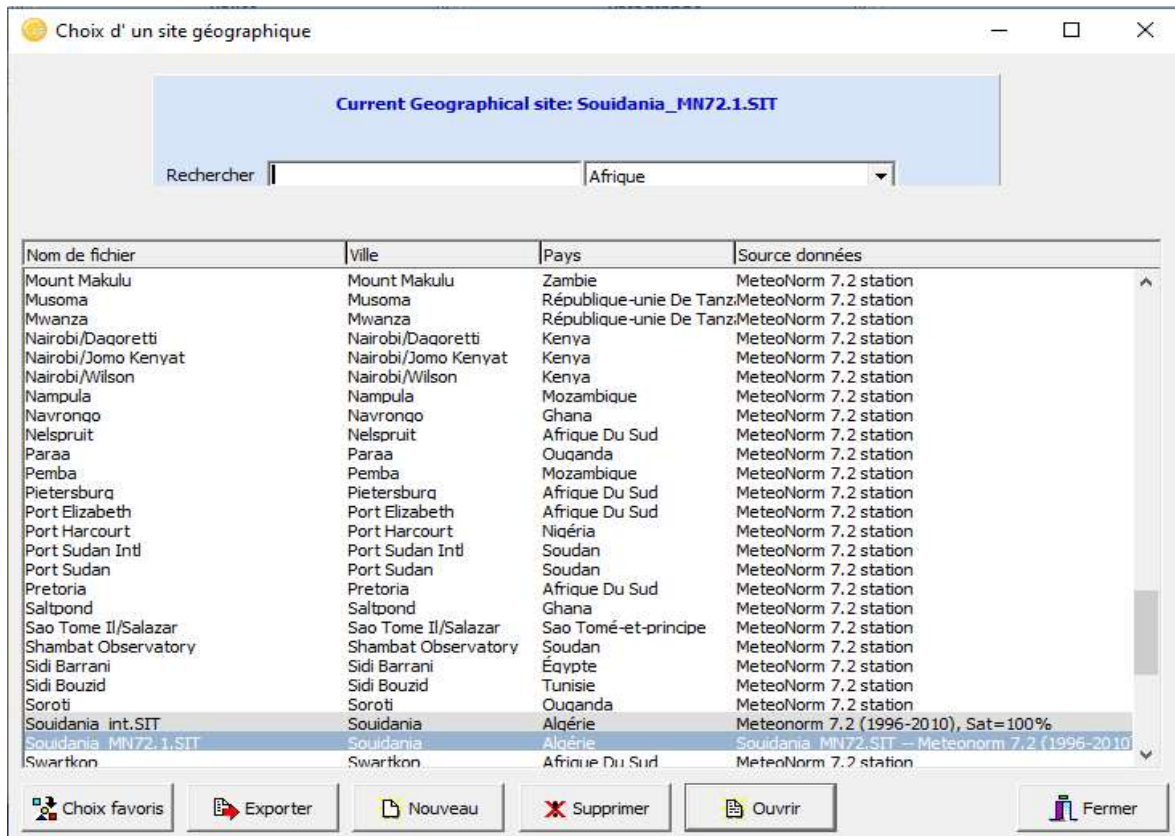 Choix d' un site géographique
Current Geographical site: Souidania_MN72.1.SIT
Rechercher Afrique
Nom de fichier Ville Pays Source données
Mount Makulu Mount Makulu Zambie MeteoNorm 7.2 station
Musoma Musoma République-unie De Tanz MeteoNorm 7.2 station
Mwanza Mwanza République-unie De Tanz MeteoNorm 7.2 station
Nairobi/Dagoretti Nairobi/Dagoretti Kenya MeteoNorm 7.2 station
Nairobi/Jomo Kenyat Nairobi/Jomo Kenyat Kenya MeteoNorm 7.2 station
Nairobi/Wilson Nairobi/Wilson Kenya MeteoNorm 7.2 station
Nampula Nampula Mozambique MeteoNorm 7.2 station
Navrongo Navrongo Ghana MeteoNorm 7.2 station
Nelspruit Nelspruit Afrique Du Sud MeteoNorm 7.2 station
Paraa Paraa Ouganda MeteoNorm 7.2 station
Pemba Pemba Mozambique MeteoNorm 7.2 station
Pietersburg Pietersburg Afrique Du Sud MeteoNorm 7.2 station
Port Elizabeth Port Elizabeth Afrique Du Sud MeteoNorm 7.2 station
Port Harcourt Port Harcourt Nigéria MeteoNorm 7.2 station
Port Sudan Intl Port Sudan Intl Soudan MeteoNorm 7.2 station
Port Sudan Port Sudan Soudan MeteoNorm 7.2 station
Pretoria Pretoria Afrique Du Sud MeteoNorm 7.2 station
Saltpond Saltpond Ghana MeteoNorm 7.2 station
Sao Tome Il/Salazar Sao Tome Il/Salazar Sao Tomé-et-principe MeteoNorm 7.2 station
Shambat Observatory Shambat Observatory Soudan MeteoNorm 7.2 station
Sidi Barrani Sidi Barrani Égypte MeteoNorm 7.2 station
Sidi Bouzid Sidi Bouzid Tunisie MeteoNorm 7.2 station
Soroti Soroti Ouganda MeteoNorm 7.2 station
Souidania_int.SIT Souidania Algérie Meteonorm 7.2 (1996-2010), Sat=100%
Souidania_MN72.1.SIT Souidania Algérie Souidania_MN72.SIT -- Meteonorm 7.2 (1996-2010)
Swartkop Swartkop Afrique Du Sud MeteoNorm 7.2 station
Choix favoris Exporter Nouveau Supprimer Ouvrir Fermer